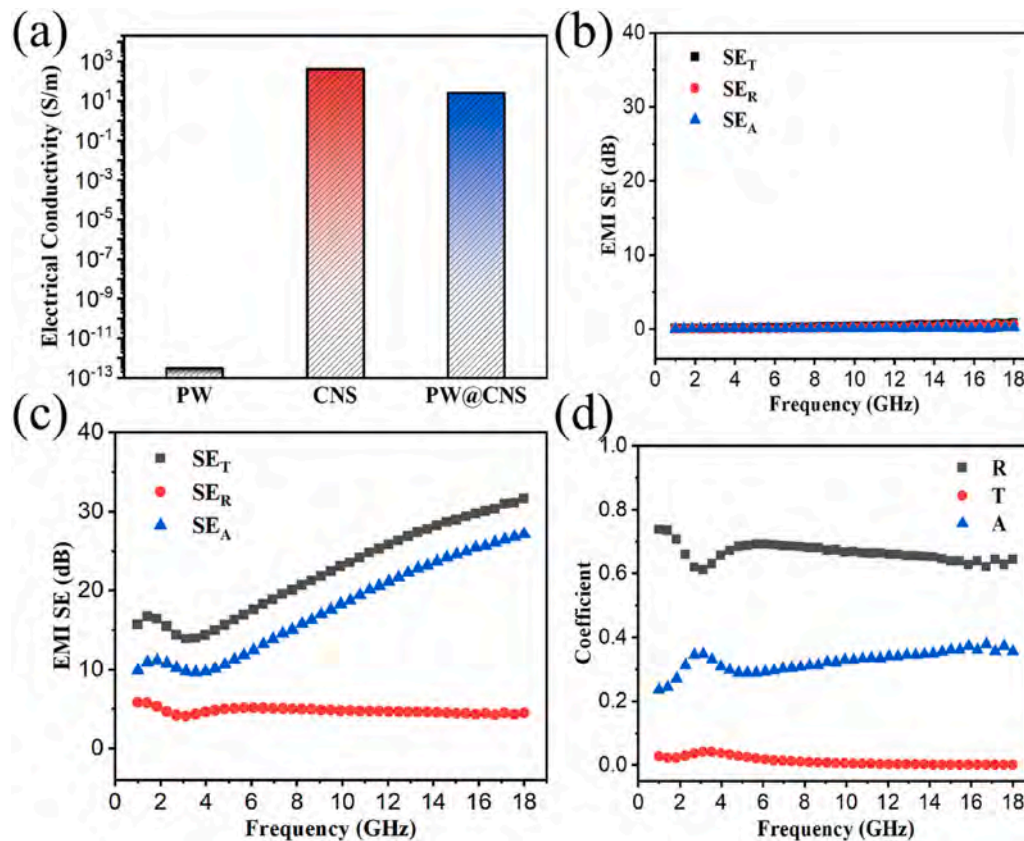 (a)
Electrical Conductivity (S/m)
10³
10¹
10⁻¹
10⁻³
10⁻⁵
10⁻⁷
10⁻⁹
10⁻¹¹
10⁻¹³
PW CNS PW@CNS
(b)
EMI SE (dB)
40
30
20
10
0
SE_T
SE_R
SE_A
0 2 4 6 8 10 12 14 16 18
Frequency (GHz)
(c)
EMI SE (dB)
40
30
20
10
0
SE_T
SE_R
SE_A
0 2 4 6 8 10 12 14 16 18
Frequency (GHz)
(d)
Coefficient
1.0
0.8
0.6
0.4
0.2
0.0
R
T
A
0 2 4 6 8 10 12 14 16 18
Frequency (GHz)